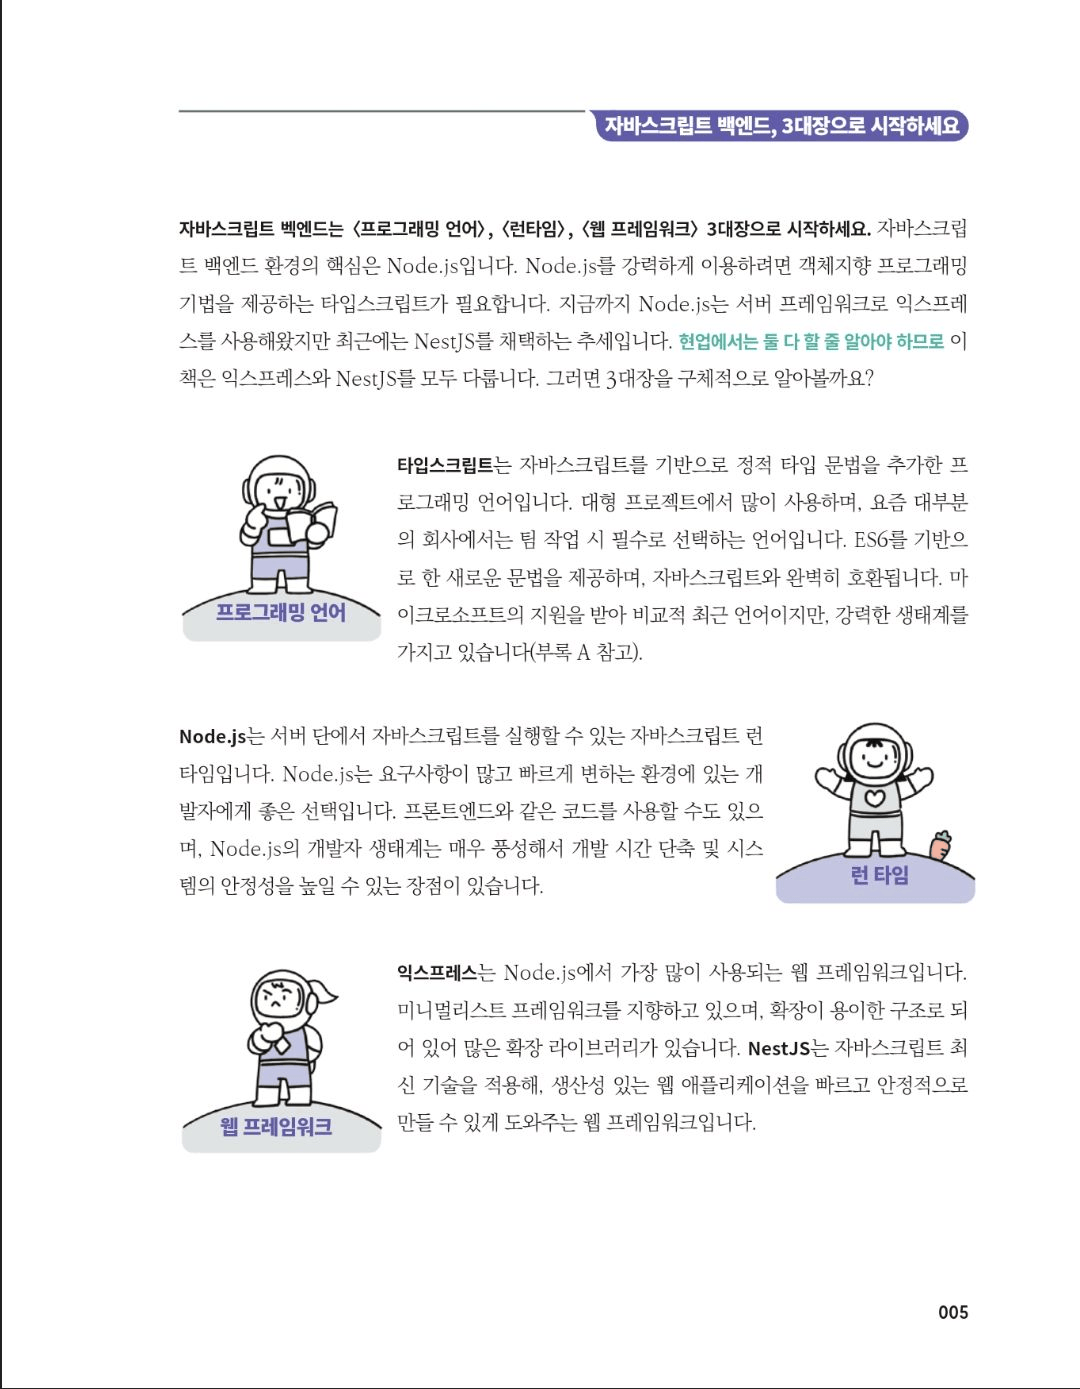 자바스크립트 백엔드, 3대장으로 시작하세요
자바스크립트 벡엔드는 〈프로그래밍 언어〉, 〈런타임〉, 〈웹 프레임워크〉 3대장으로 시작하세요. 자바스크립
트 백엔드 환경의 핵심은 Node.js입니다. Node.js를 강력하게 이용하려면 객체지향 프로그래밍
기법을 제공하는 타입스크립트가 필요합니다. 지금까지 Node.js는 서버 프레임워크로 익스프레
스를 사용해왔지만 최근에는 NestJS를 채택하는 추세입니다. 현업에서는 둘 다 할 줄 알아야 하므로 이
책은 익스프레스와 NestJS를 모두 다룹니다. 그러면 3대장을 구체적으로 알아볼까요?
타입스크립트는 자바스크립트를 기반으로 정적 타입 문법을 추가한 프
로그래밍 언어입니다. 대형 프로젝트에서 많이 사용하며, 요즘 대부분
의 회사에서는 팀 작업 시 필수로 선택하는 언어입니다. ES6를 기반으
로 한 새로운 문법을 제공하며, 자바스크립트와 완벽히 호환됩니다. 마
이크로소프트의 지원을 받아 비교적 최근 언어이지만, 강력한 생태계를
가지고 있습니다(부록 A 참고).
프로그래밍 언어
Node.js는 서버 단에서 자바스크립트를 실행할 수 있는 자바스크립트 런
타임입니다. Node.js는 요구사항이 많고 빠르게 변하는 환경에 있는 개
발자에게 좋은 선택입니다. 프론트엔드와 같은 코드를 사용할 수도 있으
며, Node.js의 개발자 생태계는 매우 풍성해서 개발 시간 단축 및 시스
템의 안정성을 높일 수 있는 장점이 있습니다.
런 타임
익스프레스는 Node.js에서 가장 많이 사용되는 웹 프레임워크입니다.
미니멀리스트 프레임워크를 지향하고 있으며, 확장이 용이한 구조로 되
어 있어 많은 확장 라이브러리가 있습니다. NestJS는 자바스크립트 최
신 기술을 적용해, 생산성 있는 웹 애플리케이션을 빠르고 안정적으로
만들 수 있게 도와주는 웹 프레임워크입니다.
웹 프레임워크
005